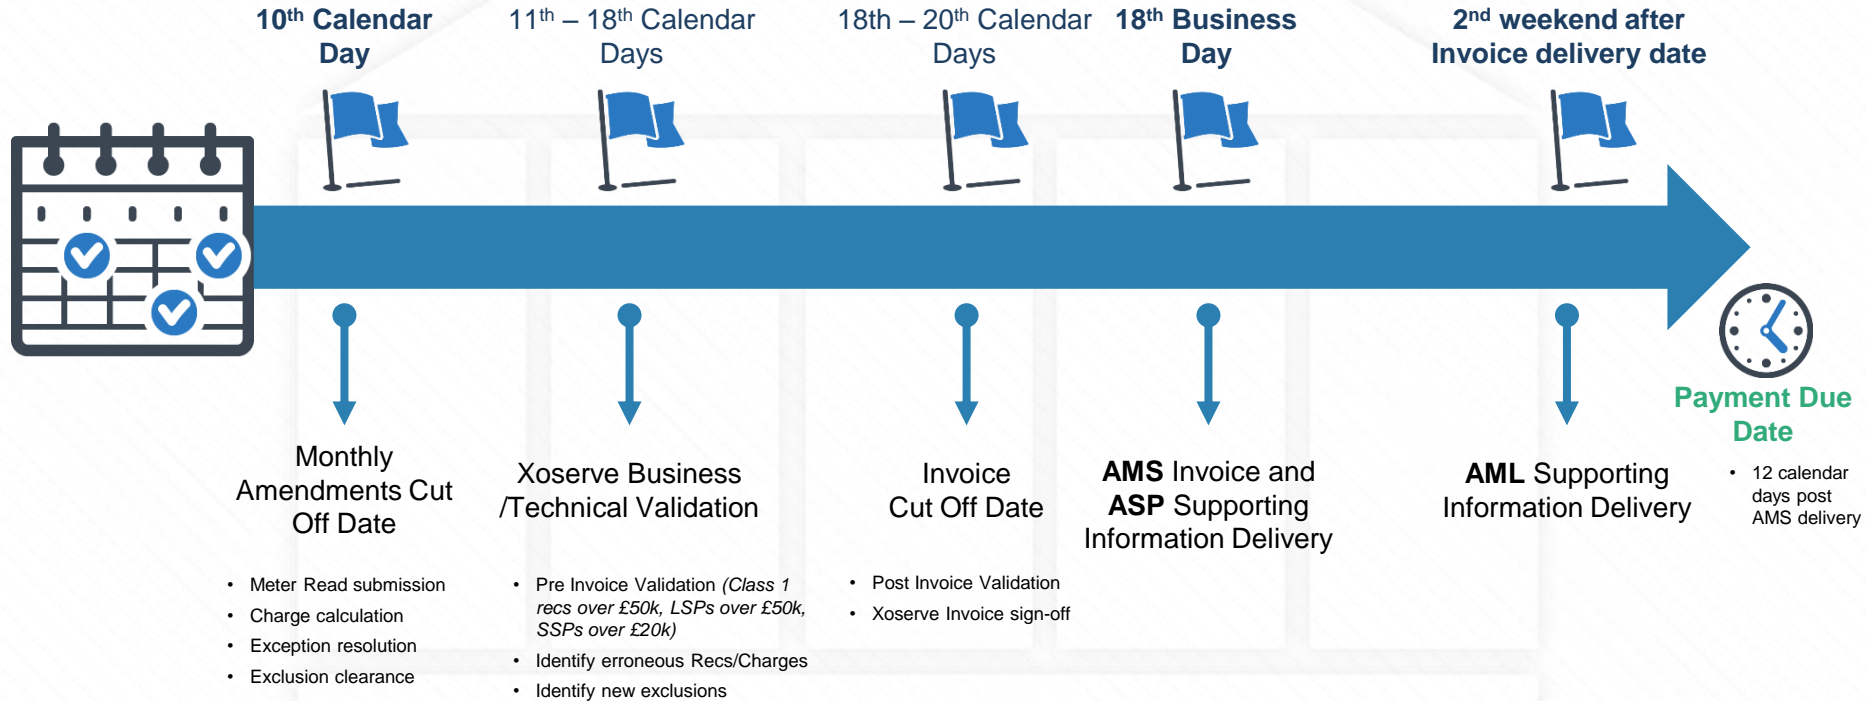 10th Calendar
Day
11th – 18th Calendar
Days
18th – 20th Calendar
Days
18th Business
Day
2nd weekend after
Invoice delivery date
Monthly
Amendments Cut
Off Date
• Meter Read submission
• Charge calculation
• Exception resolution
• Exclusion clearance
Xoserve Business
/Technical Validation
• Pre Invoice Validation (Class 1
recs over £50k, LSPs over £50k,
SSPs over £20k)
• Identify erroneous Recs/Charges
• Identify new exclusions
Invoice
Cut Off Date
• Post Invoice Validation
• Xoserve Invoice sign-off
AMS Invoice and
ASP Supporting
Information Delivery
AML Supporting
Information Delivery
Payment Due
Date
• 12 calendar
days post
AMS delivery